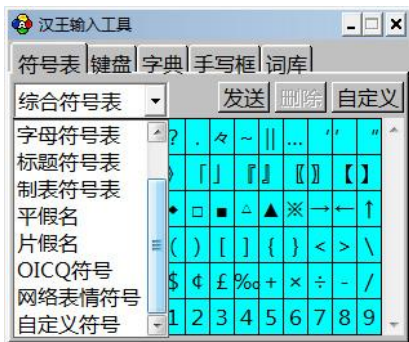 汉王输入工具
符号表 键盘 字典 手写框 词库
综合符号表 发送 删除 自定义
字母符号表 ? . 々 ~ || … ′ ″
标题符号表 》 「 」 『 』 〖 〗 【 】
制表符号表
平假名 ◆ □ ■ △ ▲ ※ → ← ↑
片假名 ( ) [ ] { } < > \
OICQ符号 $ ¢ £ ‰ + × ÷ - /
网络表情符号
自定义符号 1 2 3 4 5 6 7 8 9